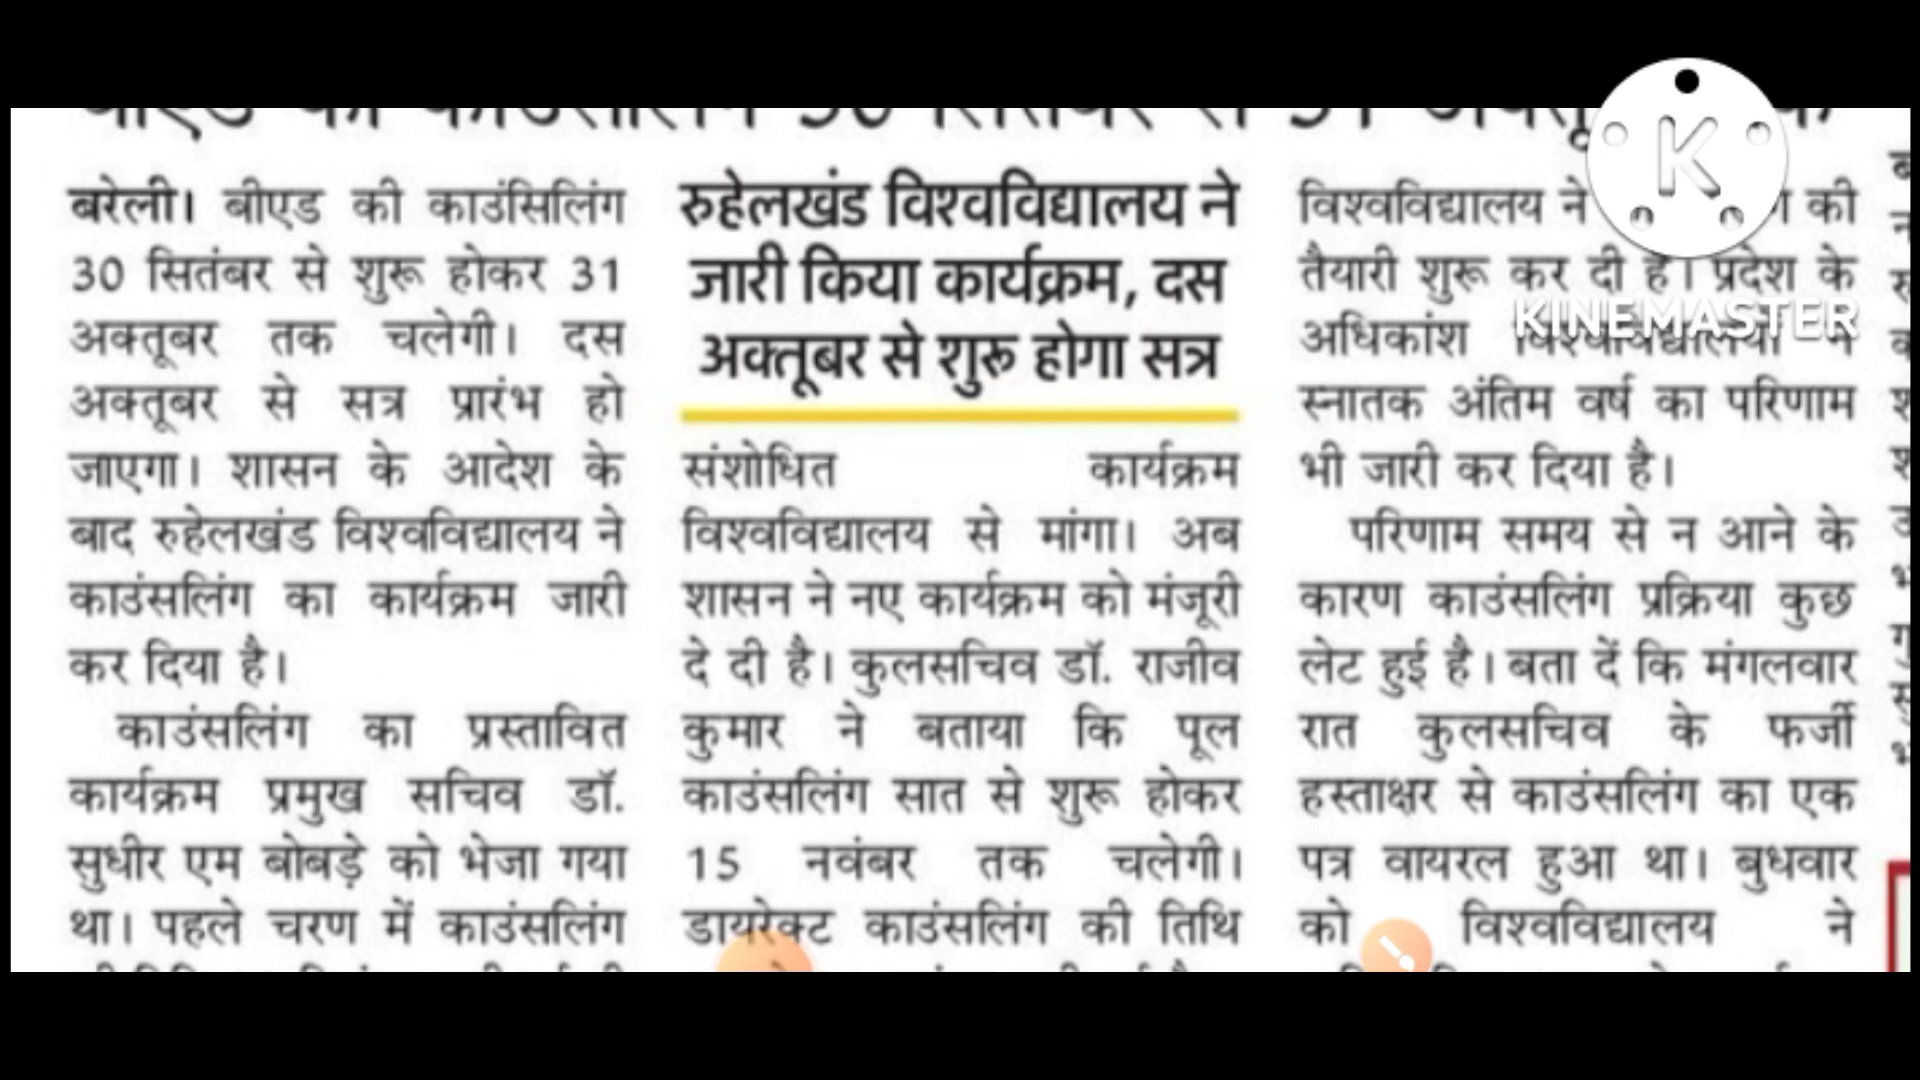 बरेली। बीएड की काउंसिलिंग
30 सितंबर से शुरू होकर 31
अक्तूबर तक चलेगी। दस
अक्तूबर से सत्र प्रारंभ हो
जाएगा। शासन के आदेश के
बाद रुहेलखंड विश्वविद्यालय ने
काउंसलिंग का कार्यक्रम जारी
कर दिया है।
काउंसलिंग का प्रस्तावित
कार्यक्रम प्रमुख सचिव डॉ.
सुधीर एम बोबड़े को भेजा गया
था। पहले चरण में काउंसलिंग
रुहेलखंड विश्वविद्यालय ने
जारी किया कार्यक्रम, दस
अक्तूबर से शुरू होगा सत्र
संशोधित कार्यक्रम
विश्वविद्यालय से मांगा। अब
शासन ने नए कार्यक्रम को मंजूरी
दे दी है। कुलसचिव डॉ. राजीव
कुमार ने बताया कि पूल
काउंसलिंग सात से शुरू होकर
15 नवंबर तक चलेगी।
डायरेक्ट काउंसलिंग की तिथि
विश्वविद्यालय ने की
तैयारी शुरू कर दी है। प्रदेश के
अधिकांश
स्नातक अंतिम वर्ष का परिणाम
भी जारी कर दिया है।
परिणाम समय से न आने के
कारण काउंसलिंग प्रक्रिया कुछ
लेट हुई है। बता दें कि मंगलवार
रात कुलसचिव के फर्जी
हस्ताक्षर से काउंसलिंग का एक
पत्र वायरल हुआ था। बुधवार
को विश्वविद्यालय ने
K
KINEMASTER